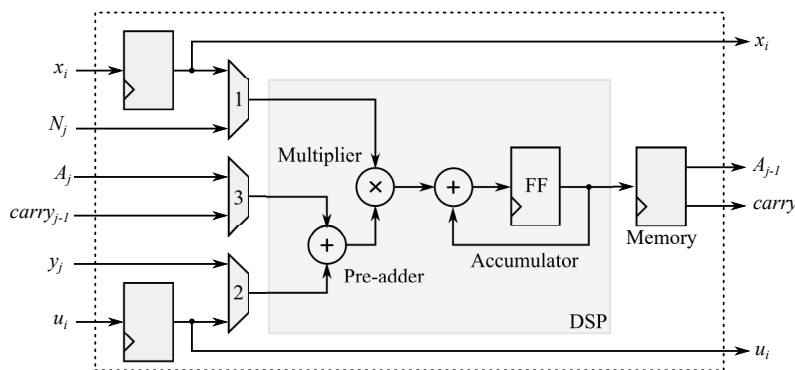 x_i
x_i
1
N_j
Multiplier
A_j
3
×
+
FF
A_{j-1}
carry_{j-1}
carry
Memory
+
Pre-adder
Accumulator
y_j
2
u_i
DSP
u_i